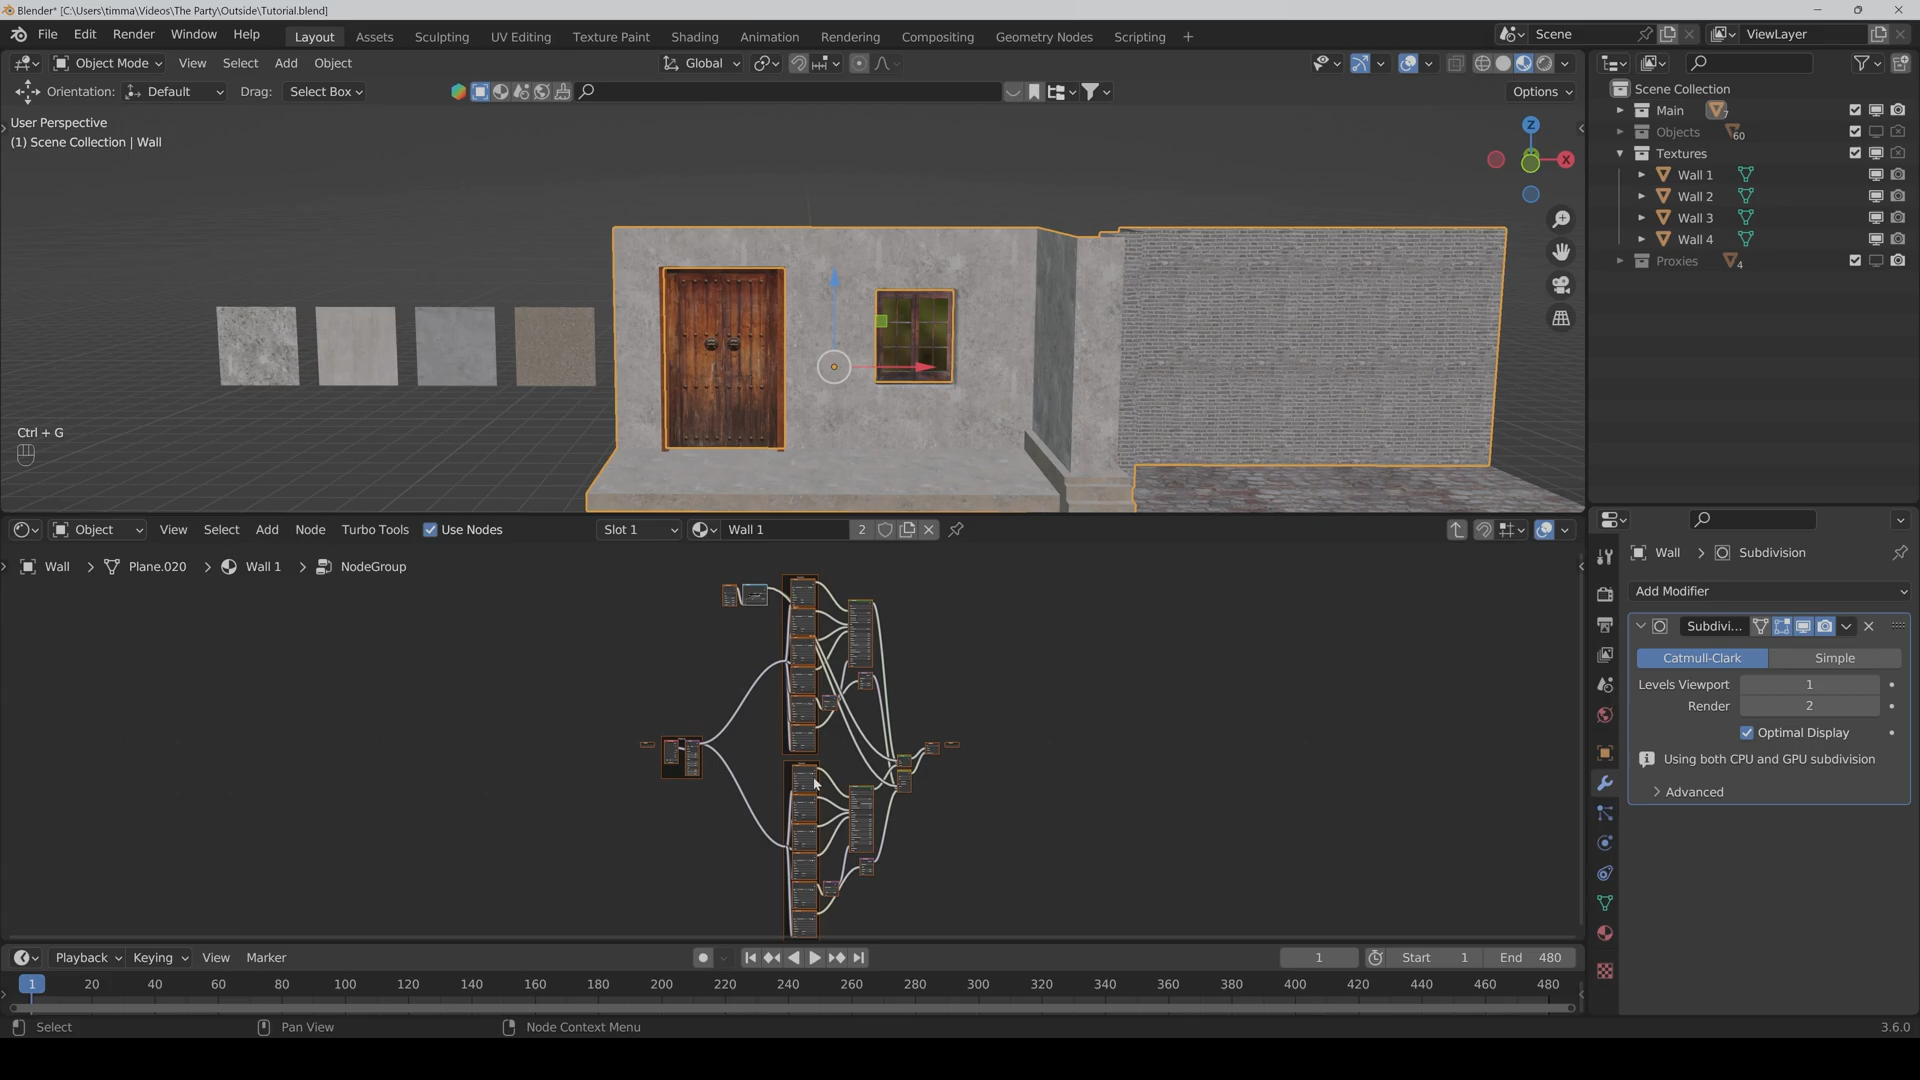 Blender* [C:\Users\timma\Videos\The Party\Outside\Tutorial.blend]
File Edit Render Window Help Layout Assets Sculpting UV Editing Texture Paint Shading Animation Rendering Compositing Geometry Nodes Scripting + Scene ViewLayer
Object Mode View Select Add Object Global
Orientation: Default Drag: Select Box Options
User Perspective
(1) Scene Collection | Wall
Z
X
Ctrl + G
Scene Collection
Main 7
Objects 60
Textures
Wall 1
Wall 2
Wall 3
Wall 4
Proxies 4
Object View Select Add Node Turbo Tools Use Nodes Slot 1 Wall 1 2
Wall > Plane.020 > Wall 1 > NodeGroup
Wall > Subdivision
Add Modifier
Subdivi...
Catmull-Clark Simple
Levels Viewport 1
Render 2
Optimal Display
Using both CPU and GPU subdivision
Advanced
Playback Keying View Marker 1 Start 1 End 480
1 20 40 60 80 100 120 140 160 180 200 220 240 260 280 300 320 340 360 380 400 420 440 460 480
Select Pan View Node Context Menu 3.6.0